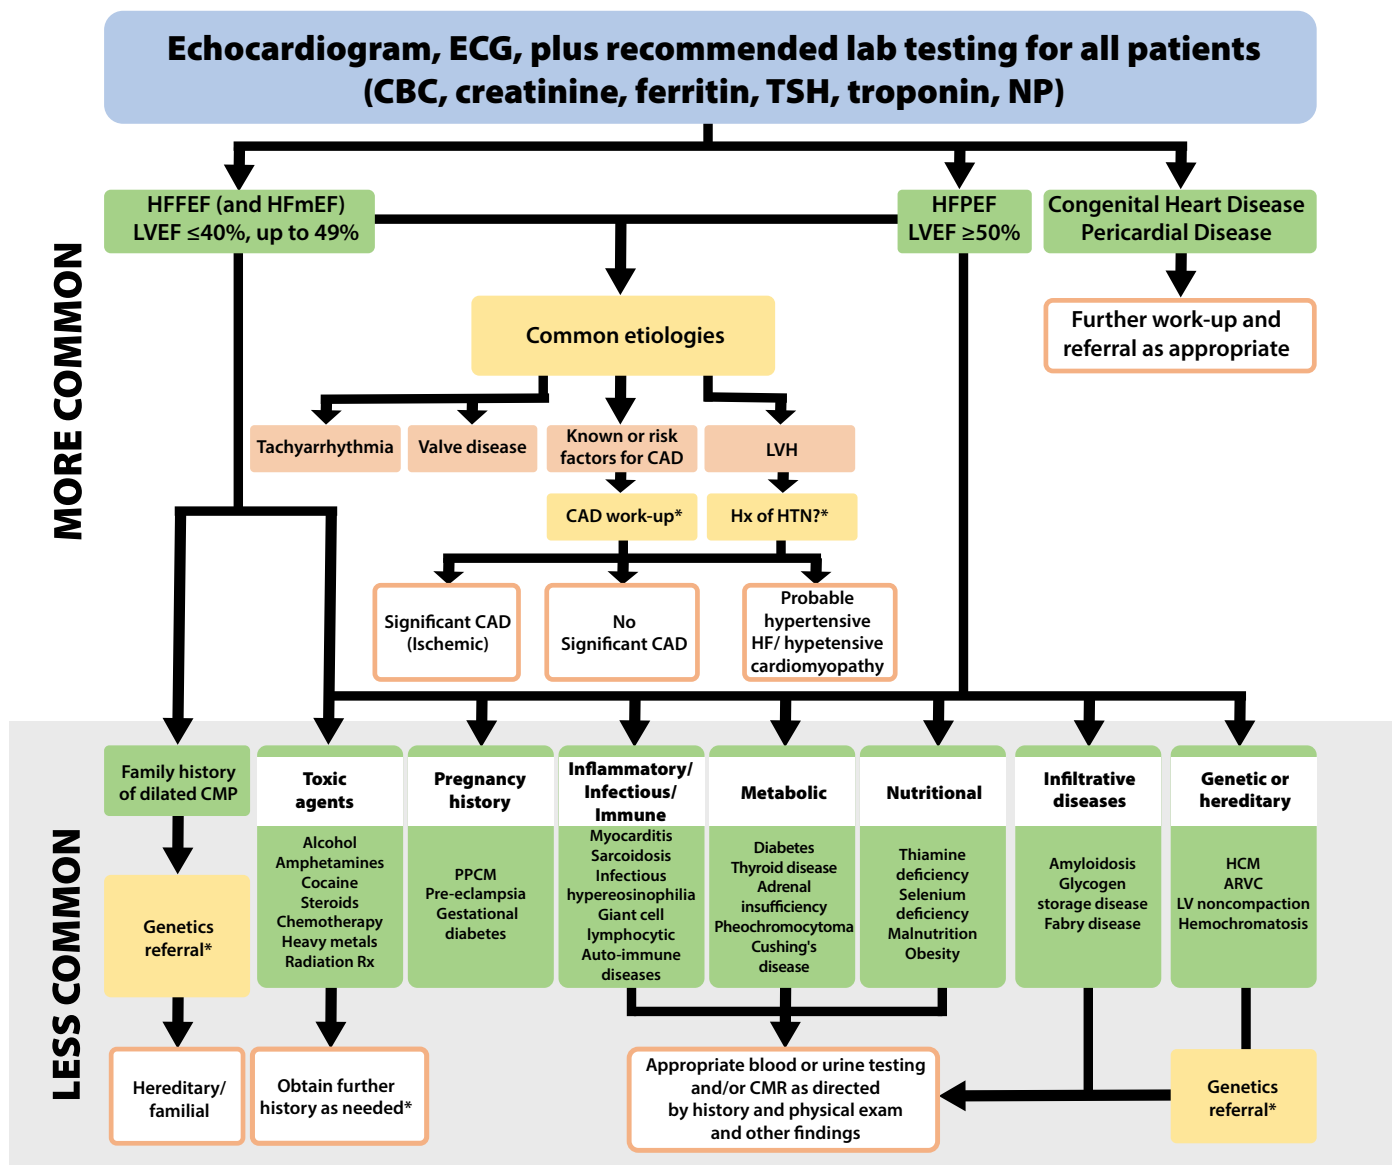 Echocardiogram, ECG, plus recommended lab testing for all patients
(CBC, creatinine, ferritin, TSH, troponin, NP)
MORE COMMON
HFFEF (and HFmEF)
LVEF ≤40%, up to 49%
HFPEF
LVEF ≥50%
Congenital Heart Disease
Pericardial Disease
Further work-up and
referral as appropriate
Common etiologies
Tachyarrhythmia
Valve disease
Known or risk
factors for CAD
LVH
CAD work-up*
Hx of HTN?*
Significant CAD
(Ischemic)
No
Significant CAD
Probable
hypertensive
HF/ hypetensive
cardiomyopathy
LESS COMMON
Family history
of dilated CMP
Genetics
referral*
Hereditary/
familial
Toxic
agents
Alcohol
Amphetamines
Cocaine
Steroids
Chemotherapy
Heavy metals
Radiation Rx
Obtain further
history as needed*
Pregnancy
history
PPCM
Pre-eclampsia
Gestational
diabetes
Inflammatory/
Infectious/
Immune
Myocarditis
Sarcoidosis
Infectious
hypereosinophilia
Giant cell
lymphocytic
Auto-immune
diseases
Metabolic
Diabetes
Thyroid disease
Adrenal
insufficiency
Pheochromocytoma
Cushing's
disease
Nutritional
Thiamine
deficiency
Selenium
deficiency
Malnutrition
Obesity
Infiltrative
diseases
Amyloidosis
Glycogen
storage disease
Fabry disease
Genetic or
hereditary
HCM
ARVC
LV noncompaction
Hemochromatosis
Appropriate blood or urine testing
and/or CMR as directed
by history and physical exam
and other findings
Genetics
referral*